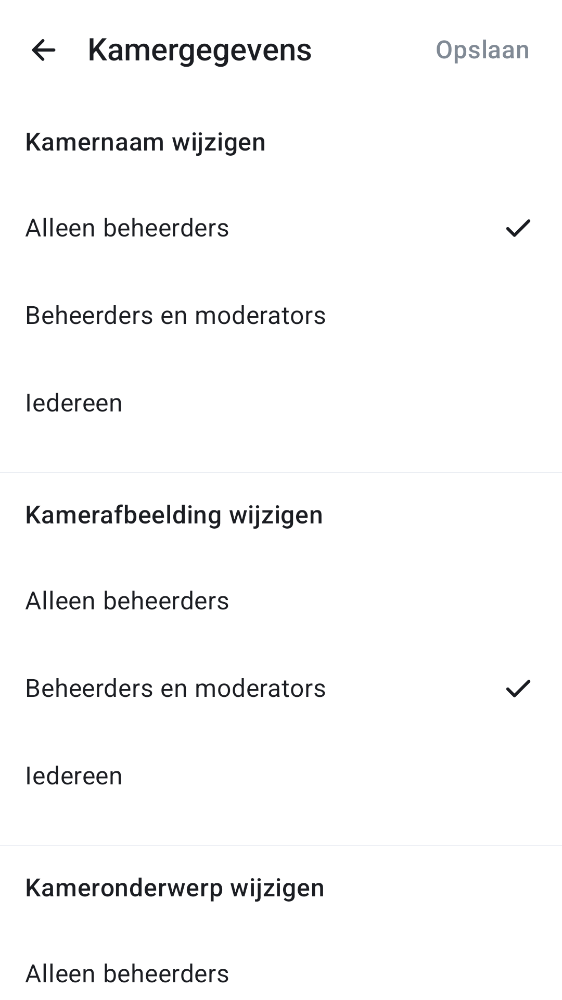 Kamergegevens
Opslaan
Kamernaam wijzigen
Alleen beheerders
Beheerders en moderators
Iedereen
Kamerafbeelding wijzigen
Alleen beheerders
Beheerders en moderators
Iedereen
Kameronderwerp wijzigen
Alleen beheerders